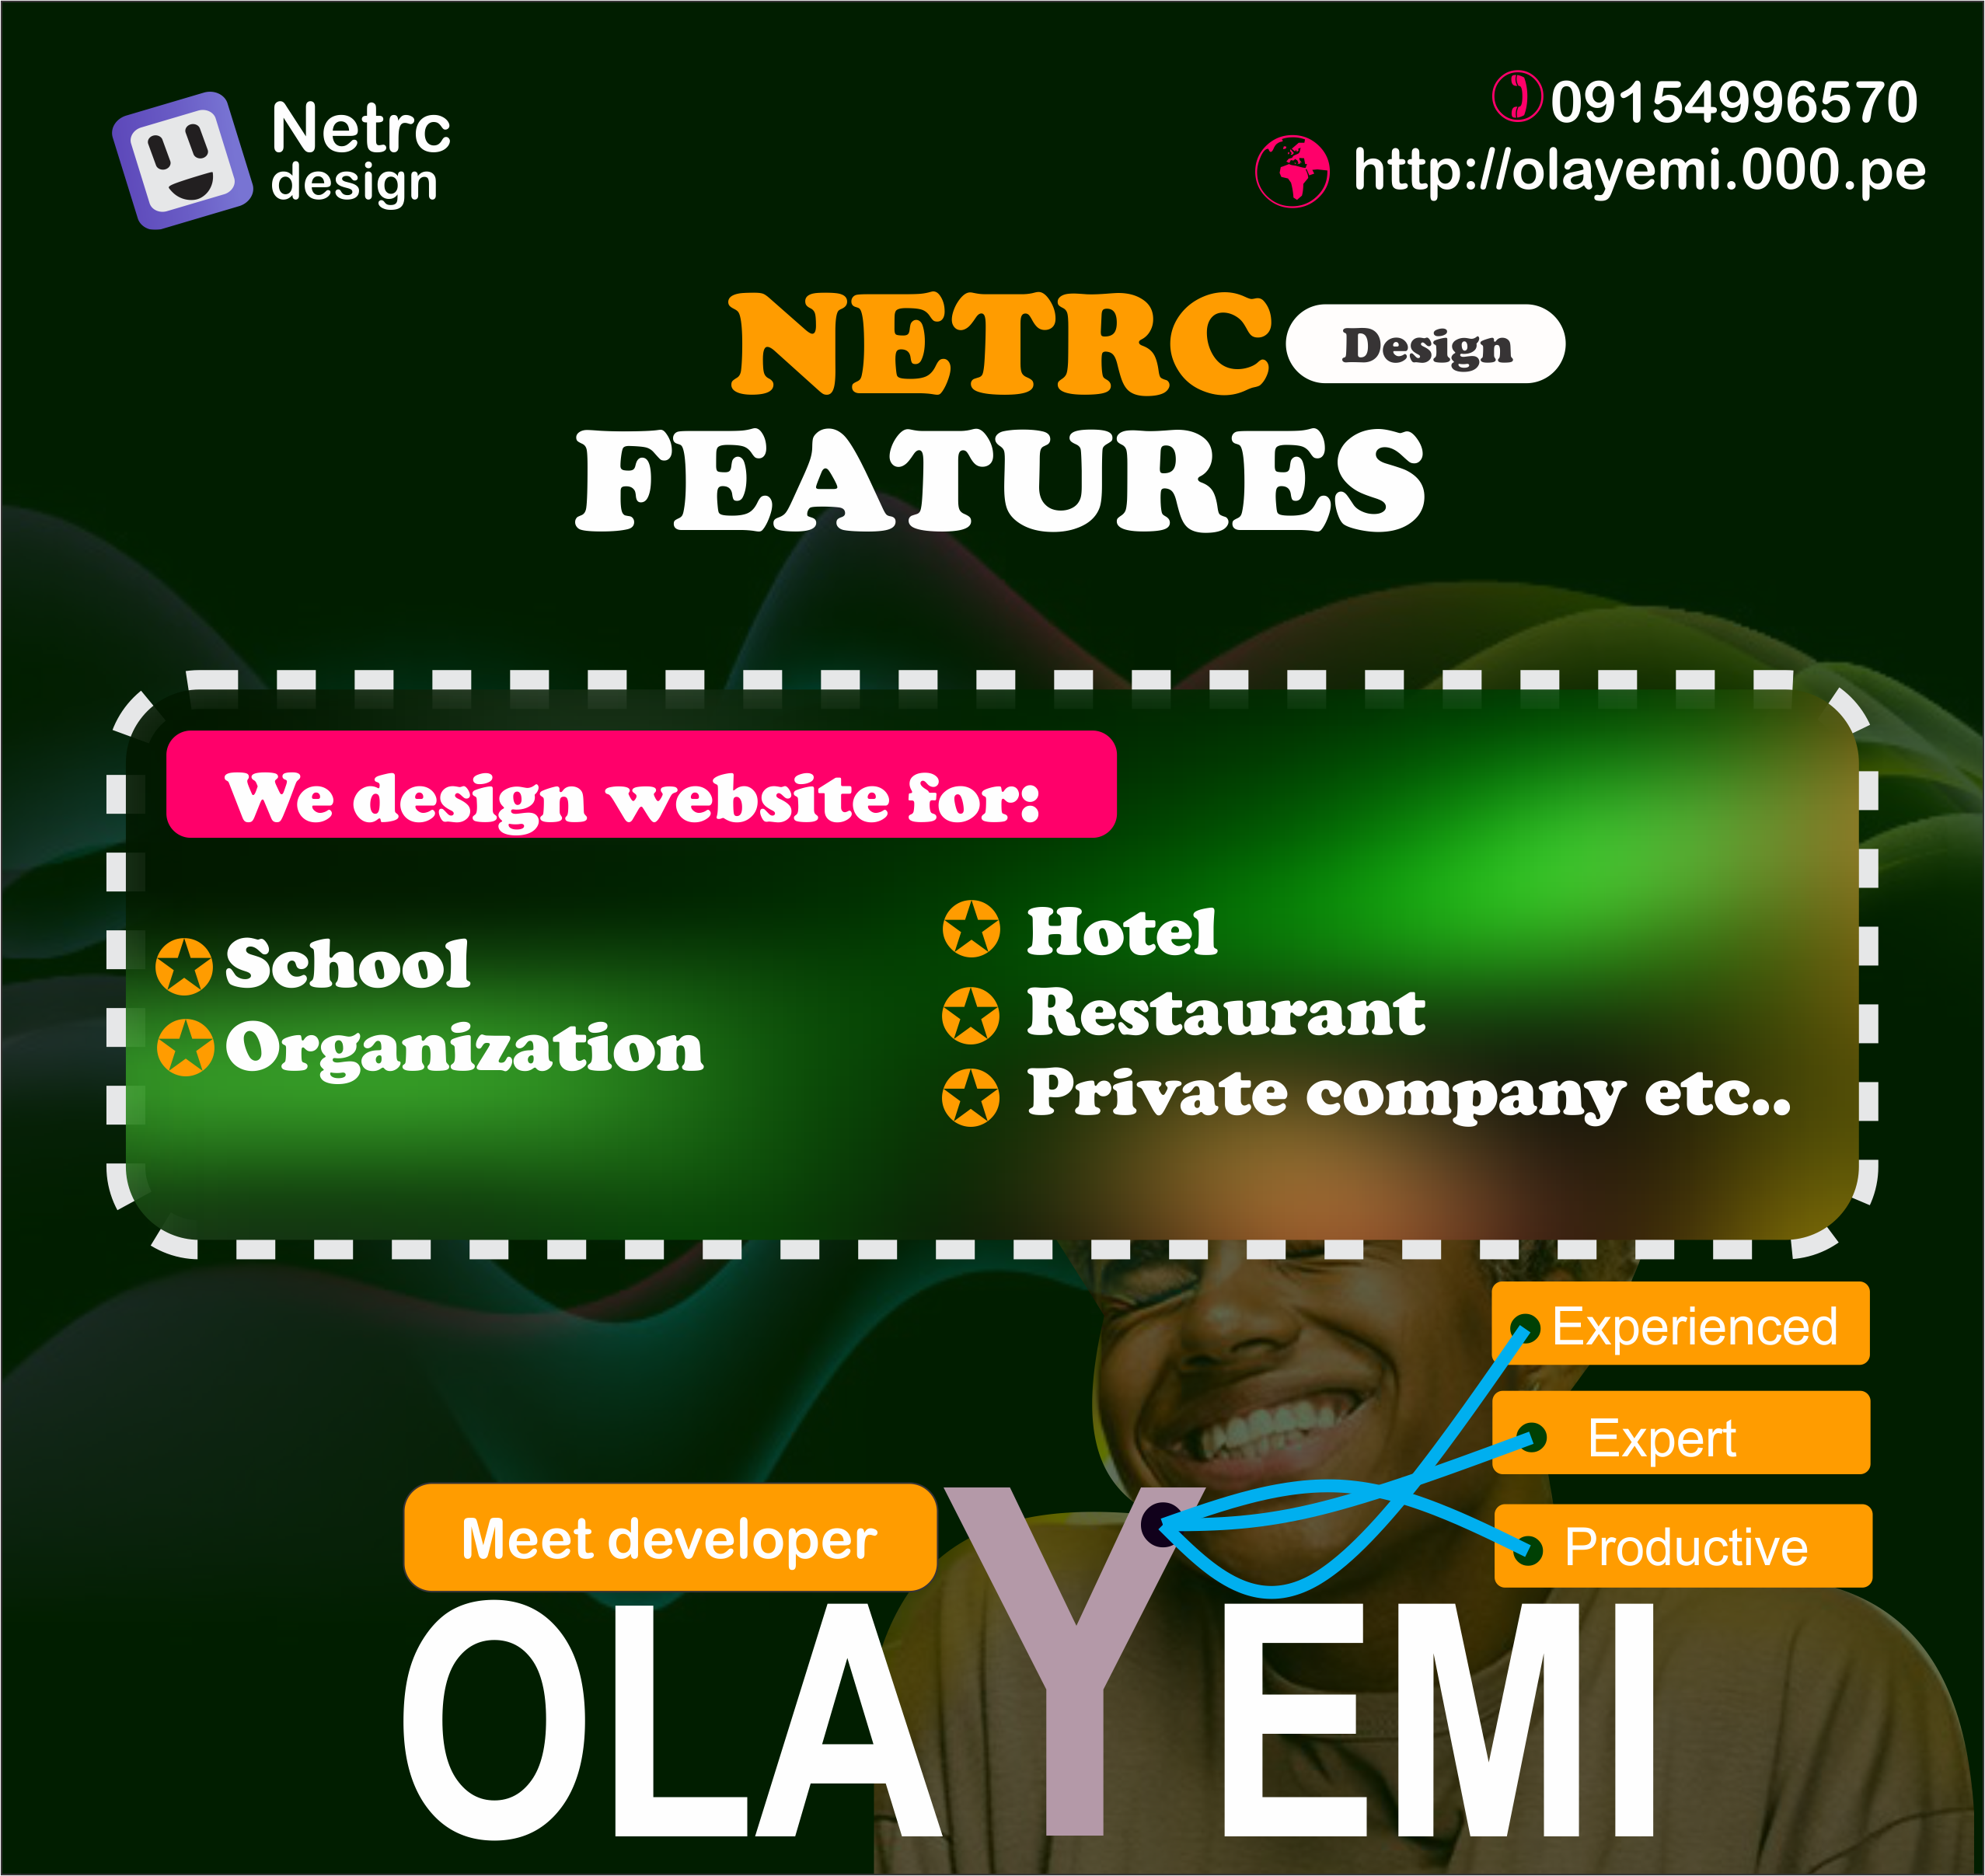 Netrc
design
09154996570
http://olayemi.000.pe
NETRC Design
FEATURES
We design website for:
School
Organization
Hotel
Restaurant
Private company etc..
Experienced
Expert
Productive
Meet developer
OLAYEMI